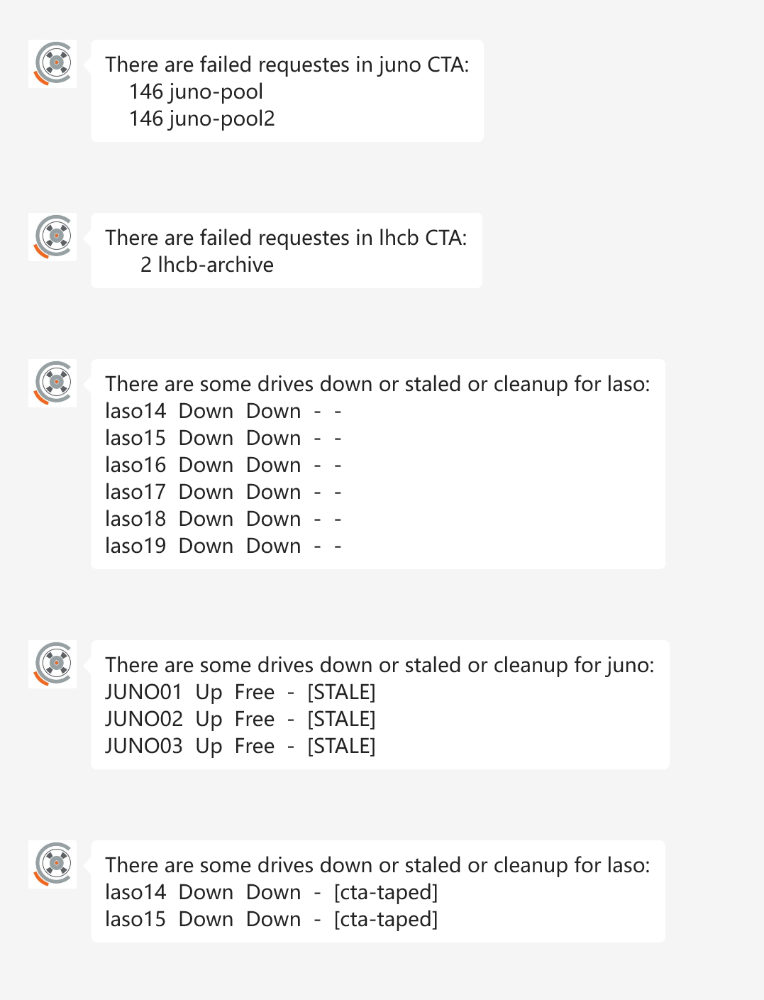 There are failed requestes in juno CTA:
146 juno-pool
146 juno-pool2
There are failed requestes in lhcb CTA:
2 lhcb-archive
There are some drives down or staled or cleanup for laso:
laso14 Down Down - -
laso15 Down Down - -
laso16 Down Down - -
laso17 Down Down - -
laso18 Down Down - -
laso19 Down Down - -
There are some drives down or staled or cleanup for juno:
JUNO01 Up Free - [STALE]
JUNO02 Up Free - [STALE]
JUNO03 Up Free - [STALE]
There are some drives down or staled or cleanup for laso:
laso14 Down Down - [cta-taped]
laso15 Down Down - [cta-taped]